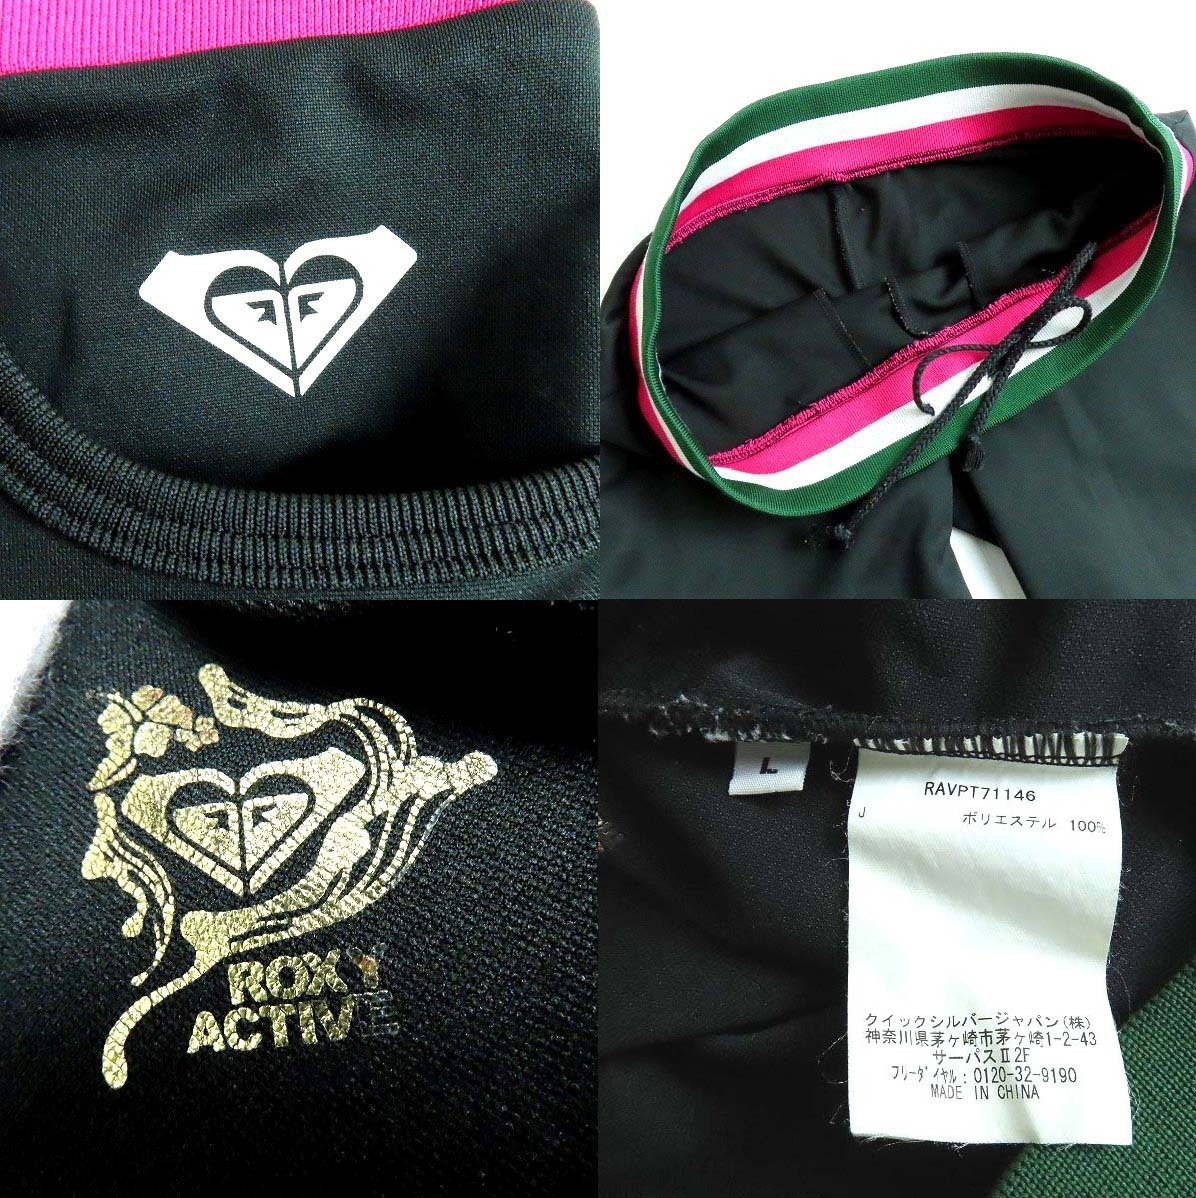 ROXY
ACTIVE
L
RAVPT71146
J
ポリエステル 100%
クイックシルバージャパン(株)
神奈川県茅ヶ崎市茅ヶ崎1-2-43
サーパスⅡ2F
フリーダイヤル:0120-32-9190
MADE IN CHINA